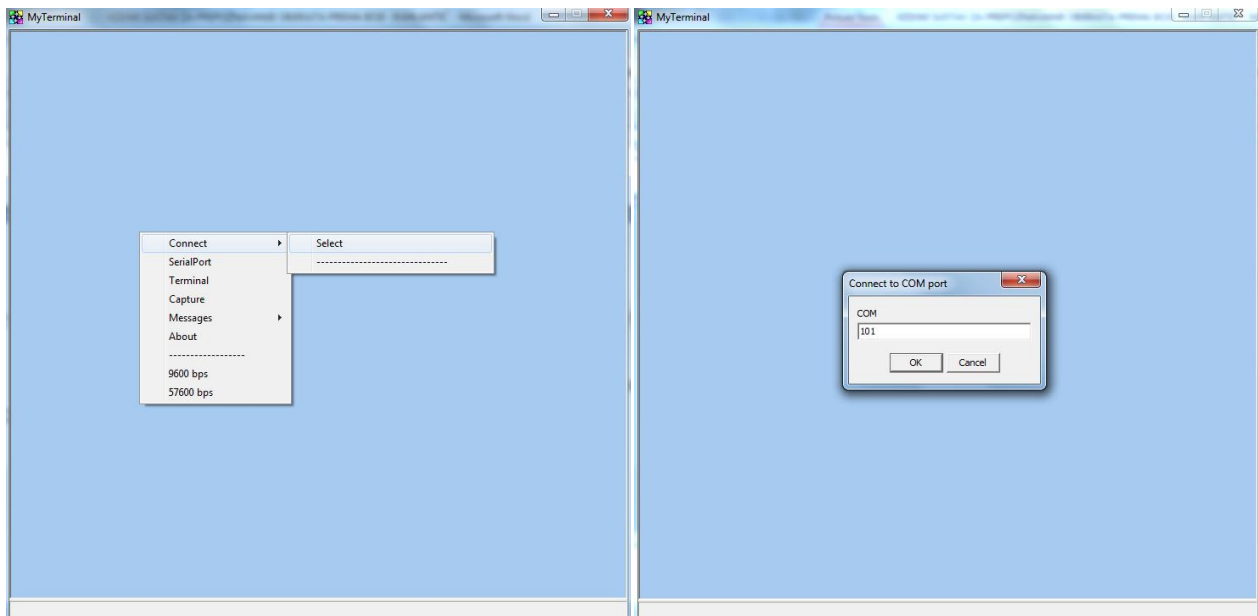 MyTerminal
Connect
Select
SerialPort
------------------------------
Terminal
Capture
Messages
About
-----------------
9600 bps
57600 bps
MyTerminal
Connect to COM port
COM
101
OK
Cancel